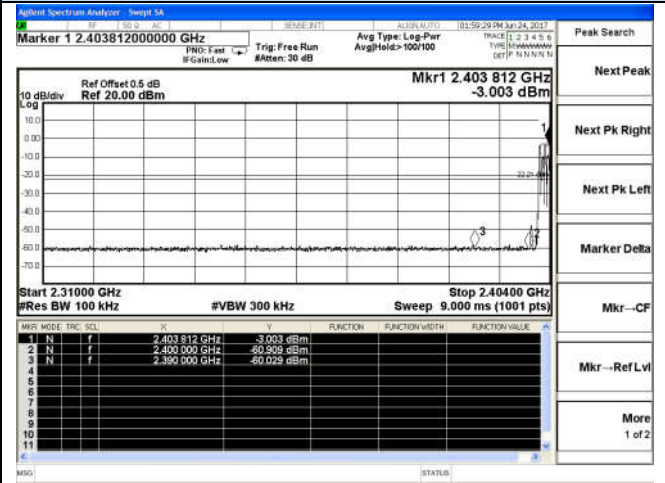 Agilent Spectrum Analyzer - Swept SA
RF 50 Ω AC SENSE:INT ALIGN AUTO 01:59:29 PM Jun 24, 2017
Marker 1 2.403812000000 GHz
PNO: Fast
IFGain:Low
Trig: Free Run
#Atten: 30 dB
Avg Type: Log-Pwr
Avg|Hold:>100/100
TRACE 1 2 3 4 5 6
TYPE
DET P N N N N N
Peak Search
Next Peak
Next Pk Right
Next Pk Left
Marker Delta
Mkr→CF
Mkr→Ref Lvl
More
1 of 2
Ref Offset 0.5 dB
10 dB/div Ref 20.00 dBm
Log
Mkr1 2.403 812 GHz
-3.003 dBm
10.0
0.00
-10.0
-20.0
-30.0
-40.0
-50.0
-60.0
-70.0
1
3
2
Start 2.31000 GHz
Stop 2.40400 GHz
#Res BW 100 kHz #VBW 300 kHz Sweep 9.000 ms (1001 pts)
MKR MODE TRC SCL X Y FUNCTION FUNCTION WIDTH FUNCTION VALUE
1 N f 2.403 812 GHz -3.003 dBm
2 N f 2.400 000 GHz -60.909 dBm
3 N f 2.390 000 GHz -60.029 dBm
4
5
6
7
8
9
10
11
MSG STATUS